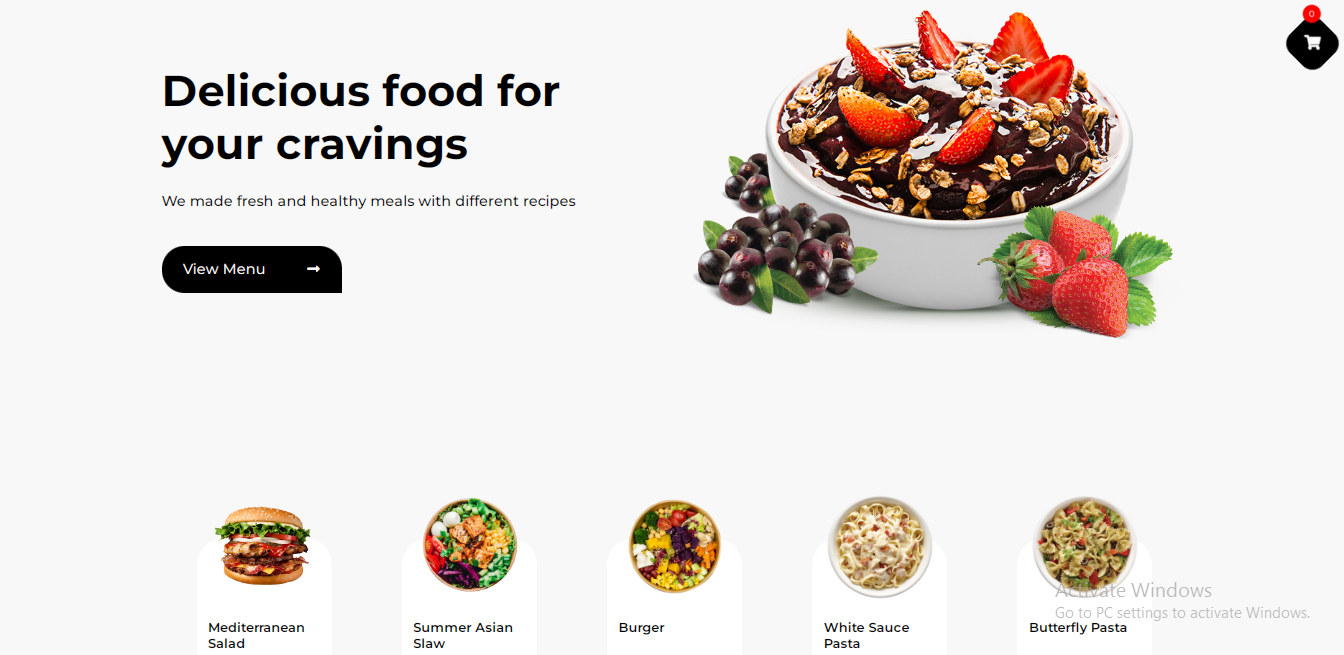 0
Delicious food for
your cravings
We made fresh and healthy meals with different recipes
View Menu
Mediterranean
Salad
Summer Asian
Slaw
Burger
White Sauce
Pasta
Butterfly Pasta
Activate Windows
Go to PC settings to activate Windows.